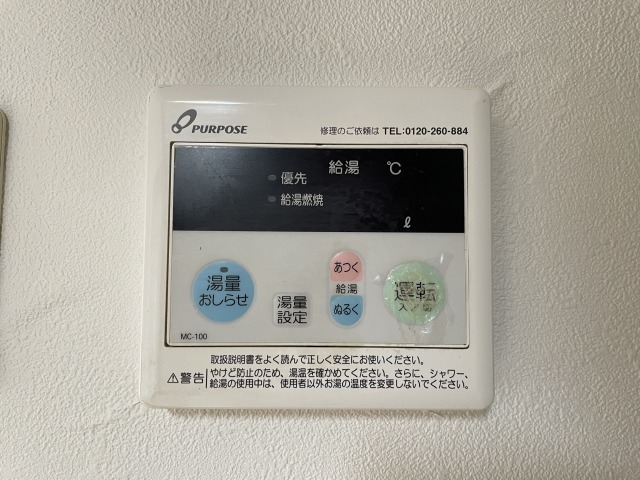 PURPOSE
修理のご依頼は TEL:0120-260-884
給湯 ℃
優先
給湯燃焼
ℓ
湯量
おしらせ
湯量
設定
あつく
給湯
ぬるく
運転
入
MC-100
取扱説明書をよく読んで正しく安全にお使いください。
⚠警告
やけど防止のため、湯温を確かめてください。さらに、シャワー、
給湯の使用中は、使用者以外お湯の温度を変更しないでください。